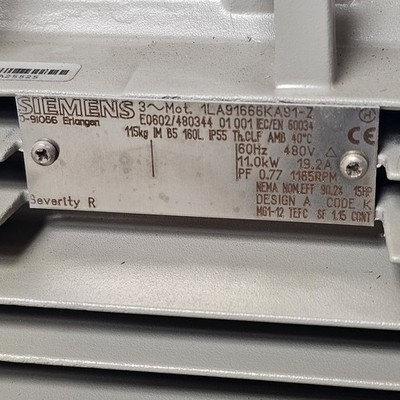 A25525
SIEMENS 3~Mot. 1LA91666KA91-Z
D-91056 Erlangen E0602/480344 01 001 IEC/EN 60034
115kg IM B5 160L IP55 Th.Cl.F AMB 40°C
60Hz 480V △
11.0kW 19.2A
PF 0.77 1165RPM
NEMA NOM.EFF 90.2% 15HP
DESIGN A CODE K
MG1-12 TEFC SF 1.15 CONT
Severity R
CE
H